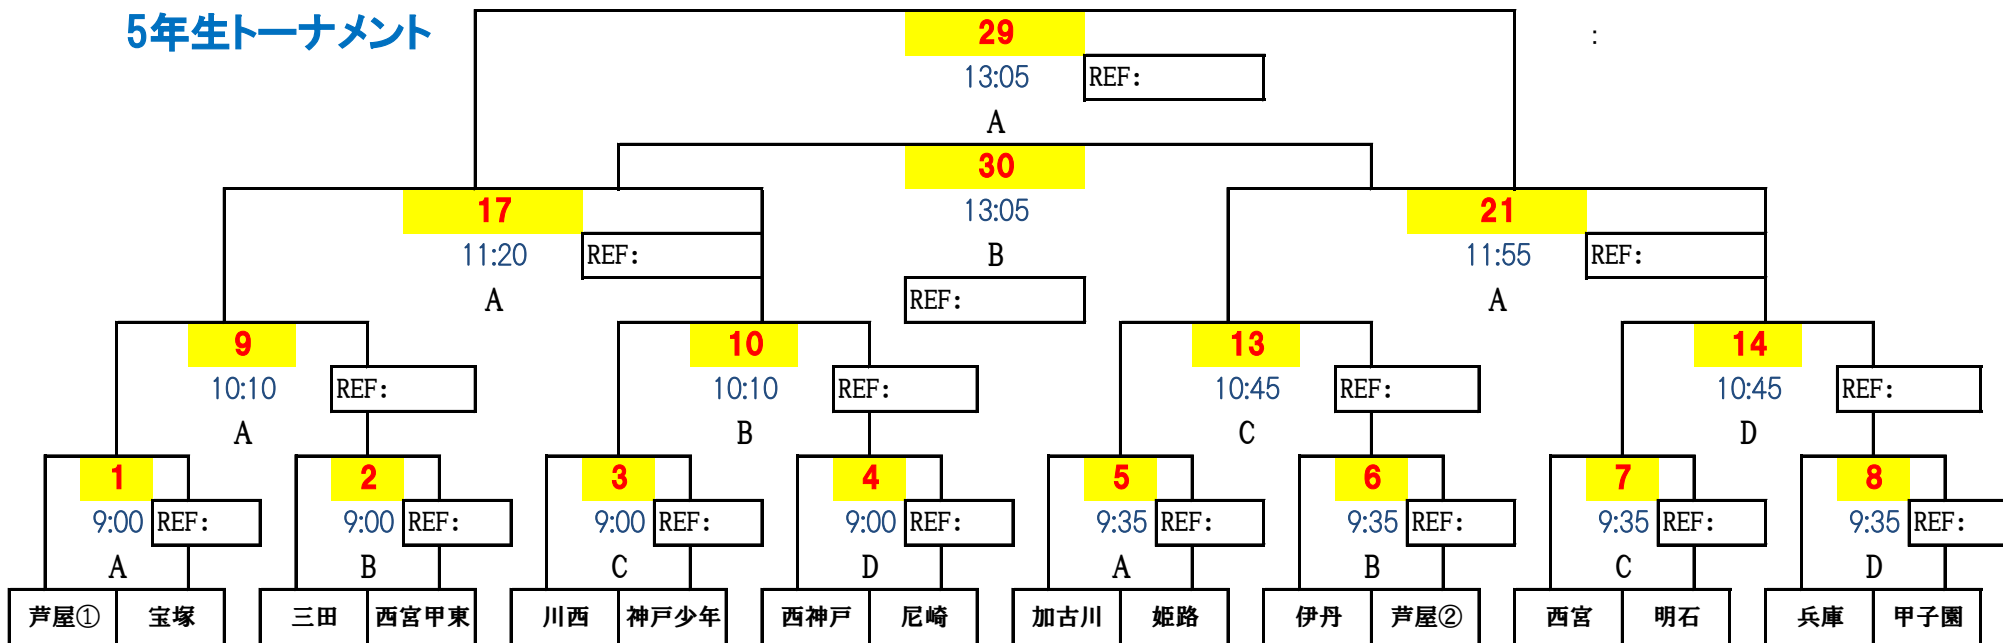 5年生トーナメント
29
:
13:05
REF:
A
30
17
13:05
21
11:20
REF:
B
11:55
REF:
A
REF:
A
9
10
13
14
10:10
REF:
10:10
REF:
10:45
REF:
10:45
REF:
A
B
C
D
1
2
3
4
5
6
7
8
9:00 REF:
9:00 REF:
9:00 REF:
9:00 REF:
9:35 REF:
9:35 REF:
9:35 REF:
9:35 REF:
A
B
C
D
A
B
C
D
芦屋① 宝塚
三田 西宮甲東
川西 神戸少年
西神戸 尼崎
加古川 姫路
伊丹 芦屋②
西宮 明石
兵庫 甲子園